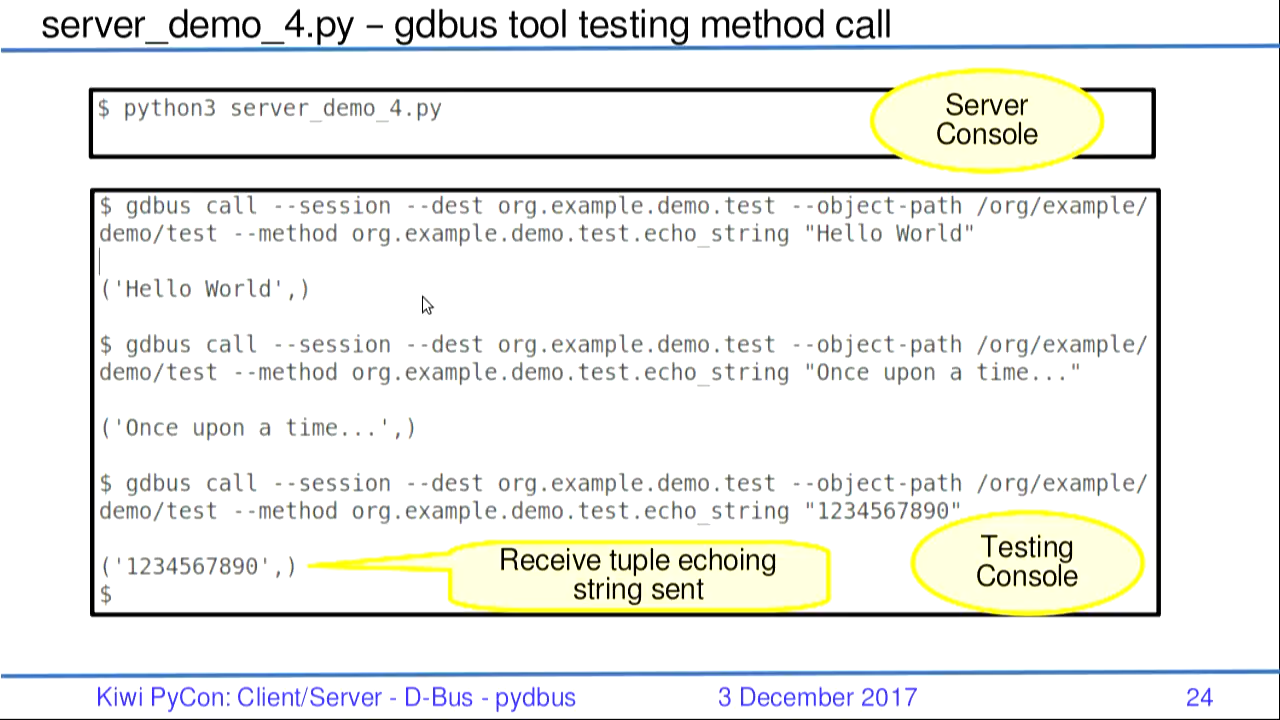 server_demo_4.py – gdbus tool testing method call
$ python3 server_demo_4.py
Server
Console
$ gdbus call --session --dest org.example.demo.test --object-path /org/example/
demo/test --method org.example.demo.test.echo_string "Hello World"
('Hello World',)
$ gdbus call --session --dest org.example.demo.test --object-path /org/example/
demo/test --method org.example.demo.test.echo_string "Once upon a time..."
('Once upon a time...',)
$ gdbus call --session --dest org.example.demo.test --object-path /org/example/
demo/test --method org.example.demo.test.echo_string "1234567890"
('1234567890',)
Receive tuple echoing
string sent
Testing
Console
$
Kiwi PyCon: Client/Server - D-Bus - pydbus
3 December 2017
24